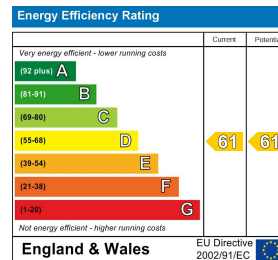 Energy Efficiency Rating
Current
Very energy efficient - lower running costs
(92 plus) A
(81-91) B
(69-80) C
(55-68) D 61 61
(39-54) E
(21-38) F
(1-20) G
Not energy efficient - higher running costs
England & Wales
EU Directive
2002/91/EC